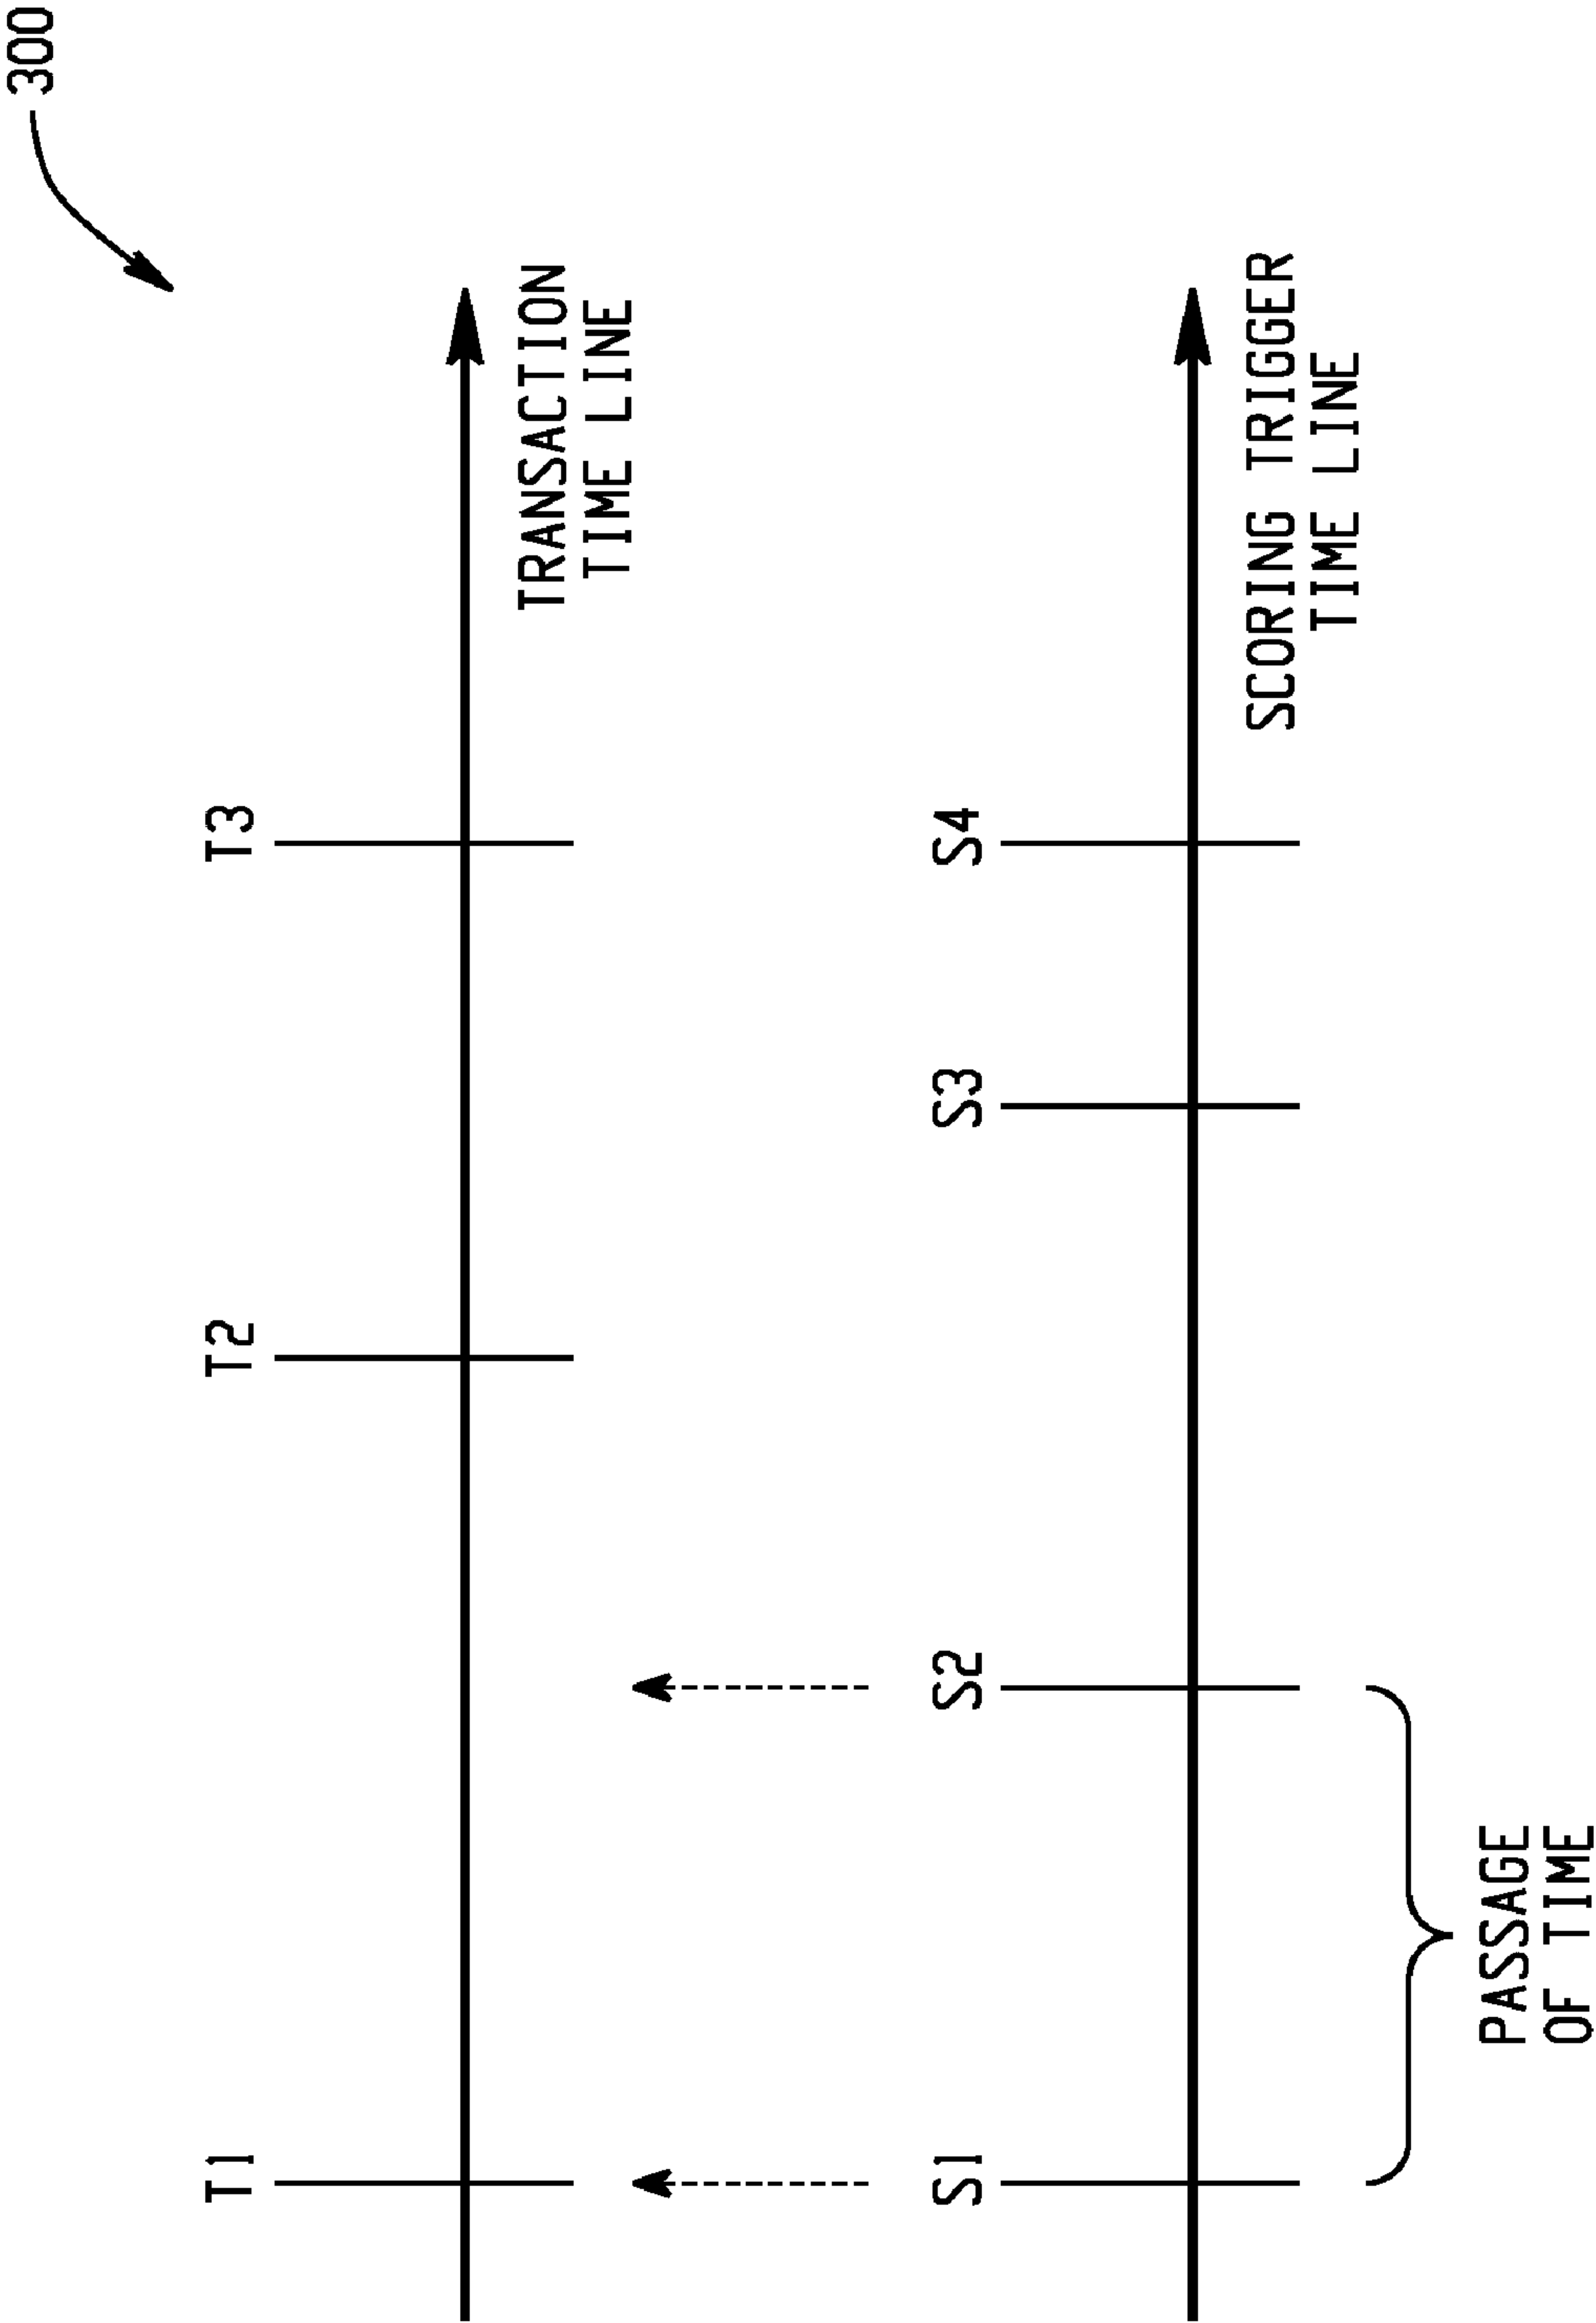 300
T1
T2
T3
TRANSACTION
TIME LINE
S1
S2
S3
S4
SCORING TRIGGER
TIME LINE
PASSAGE
OF TIME